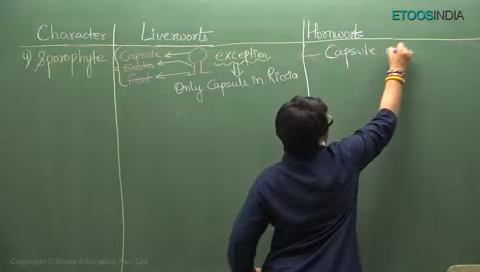 ETOOSINDIA
Character Liverworts Hornworts
4) Sporophyte Capsule exception Capsule
Seta
Foot
Only Capsule in Riccia
Copyright © Etoos Education Pvt. Ltd.